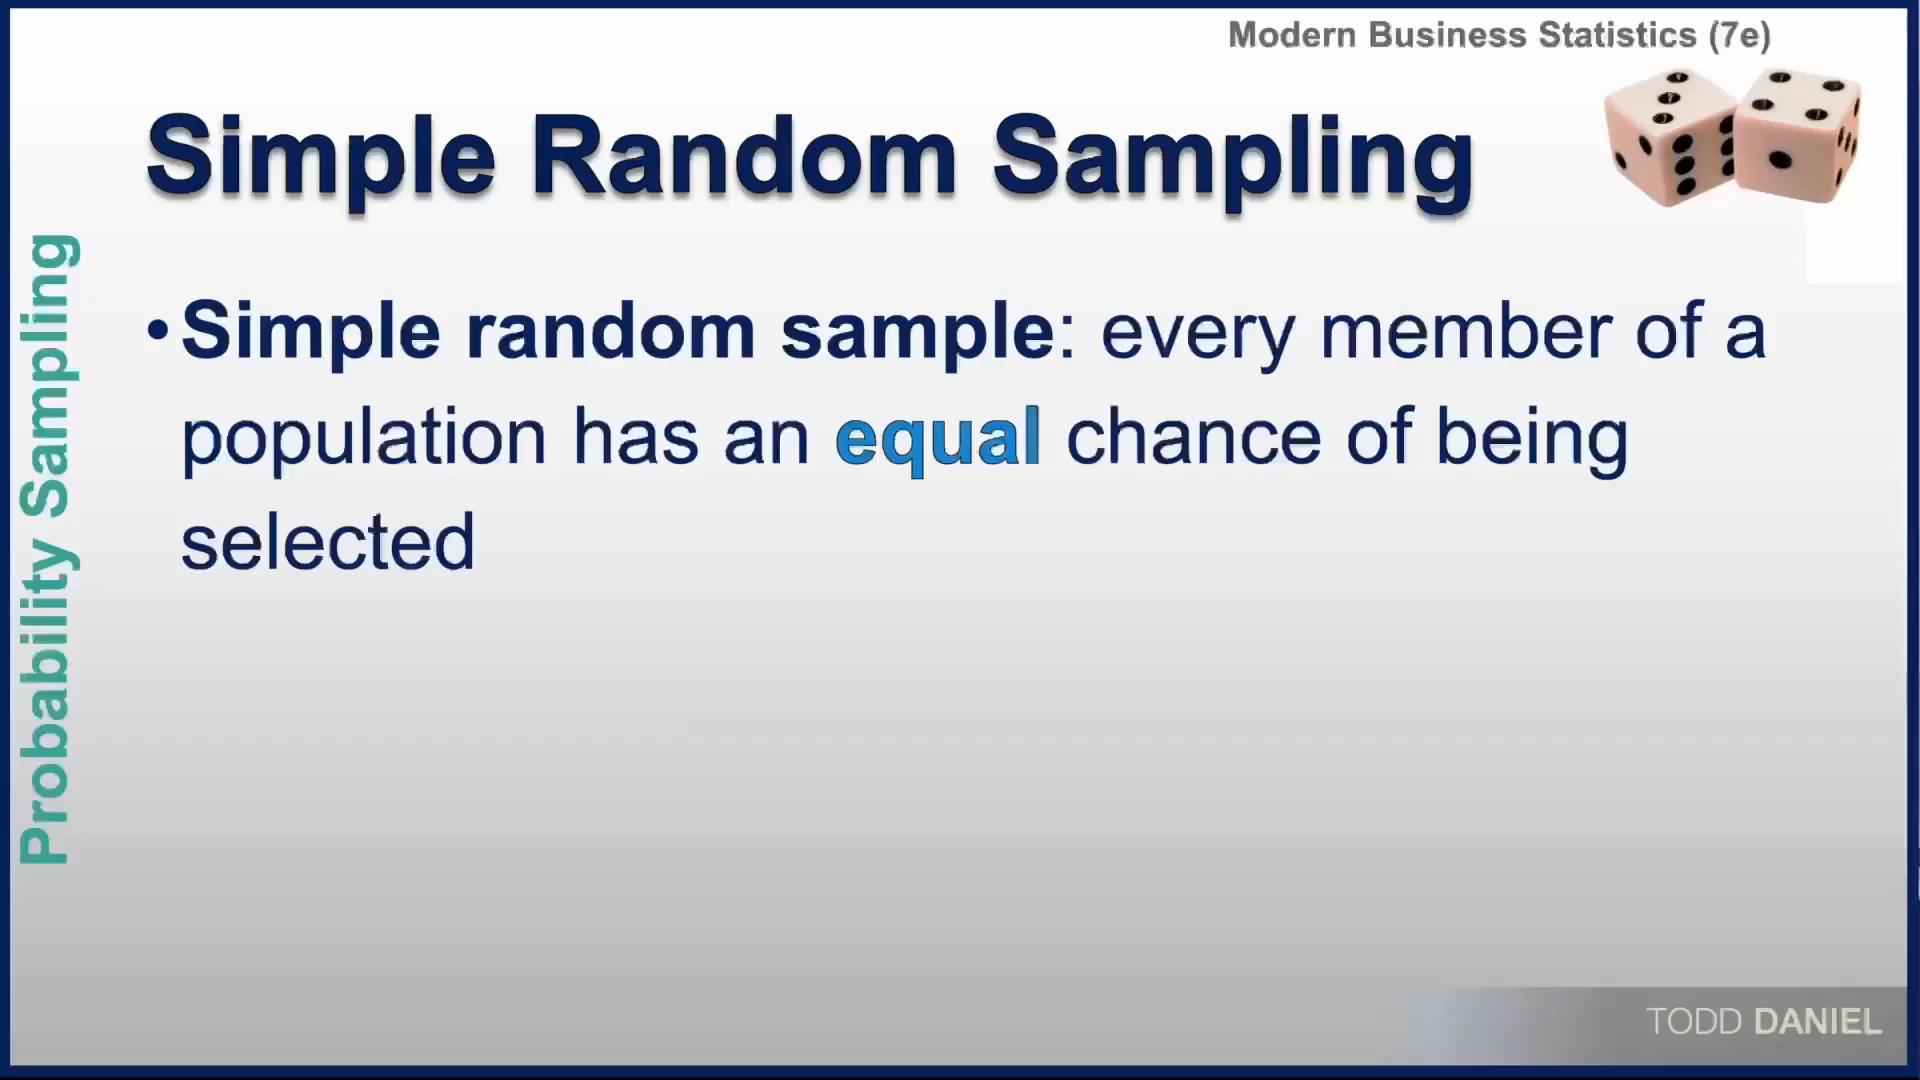 Modern Business Statistics (7e)
Simple Random Sampling
Probability Sampling
•Simple random sample: every member of a
population has an equal chance of being
selected
TODD DANIEL